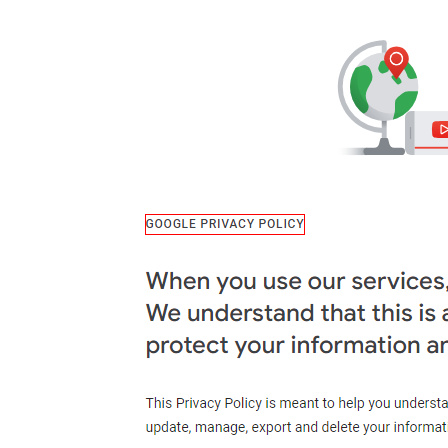 GOOGLE PRIVACY POLICY
When you use our services,
We understand that this is a
protect your information an
This Privacy Policy is meant to help you understa
update, manage, export and delete your informat